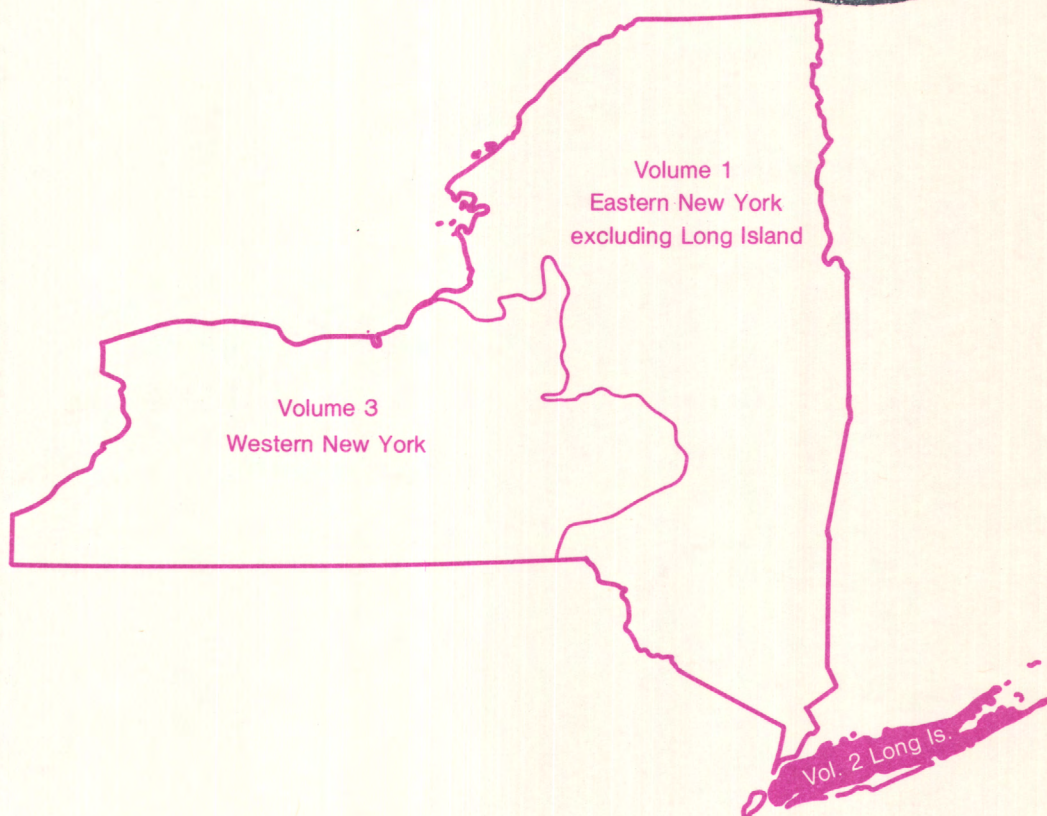 Volume 1
Eastern New York
excluding Long Island
Volume 3
Western New York
Vol. 2 Long Is.